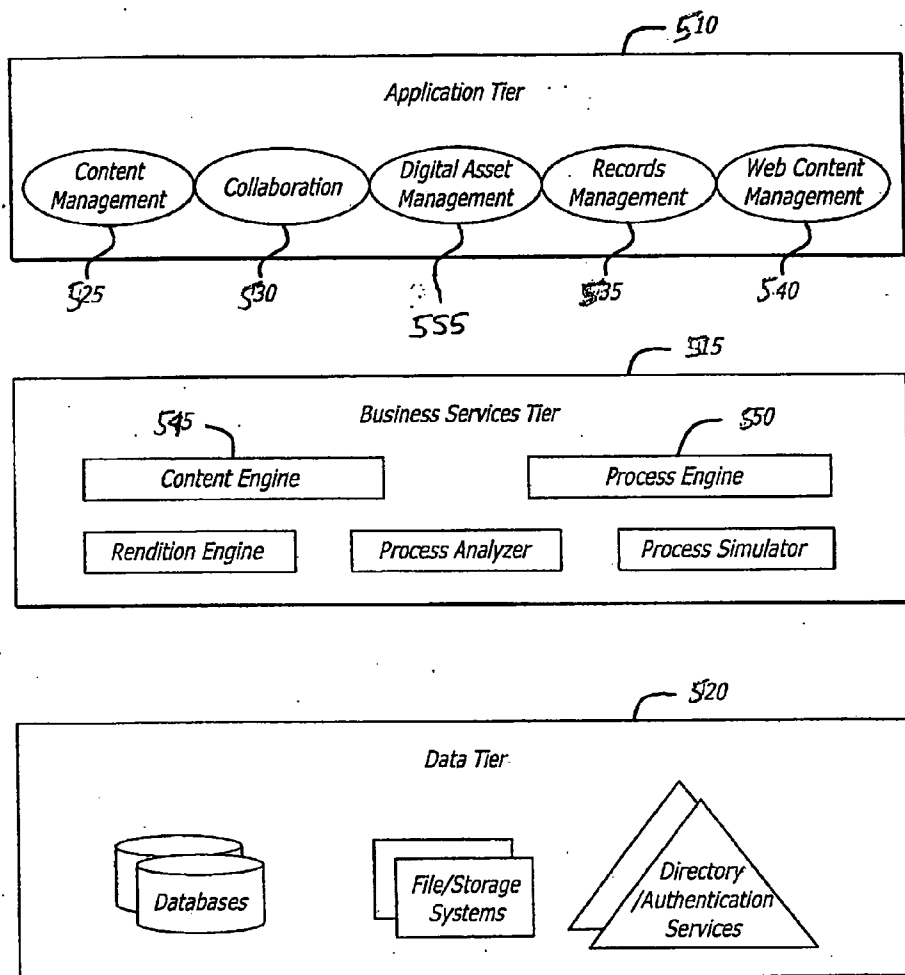 510
Application Tier
Content Management
Collaboration
Digital Asset Management
Records Management
Web Content Management
525
530
555
535
540
515
Business Services Tier
545
550
Content Engine
Process Engine
Rendition Engine
Process Analyzer
Process Simulator
520
Data Tier
Databases
File/Storage Systems
Directory /Authentication Services